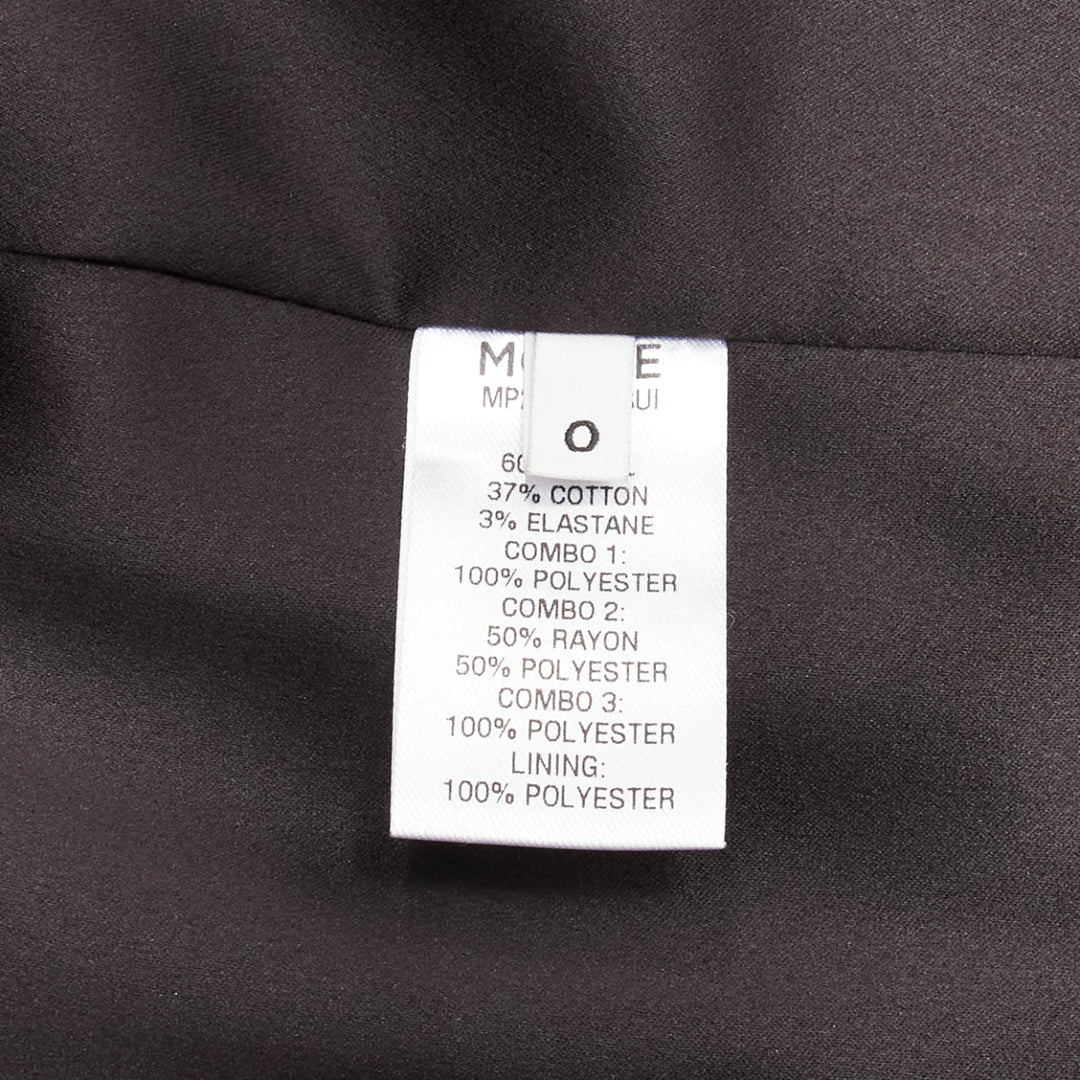 O
37% COTTON
3% ELASTANE
COMBO 1:
100% POLYESTER
COMBO 2:
50% RAYON
50% POLYESTER
COMBO 3:
100% POLYESTER
LINING:
100% POLYESTER